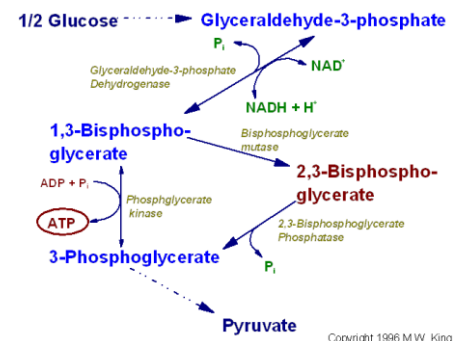 1/2 Glucose
Glyceraldehyde-3-phosphate
Pi
Glyceraldehyde-3-phosphate
Dehydrogenase
NAD+
NADH + H+
1,3-Bisphospho-
glycerate
Bisphosphoglycerate
mutase
2,3-Bisphospho-
glycerate
ADP + Pi
Phosphglycerate
kinase
ATP
2,3-Bisphosphoglycerate
Phosphatase
3-Phosphoglycerate
Pi
Pyruvate
Copyright 1996 M.W. King